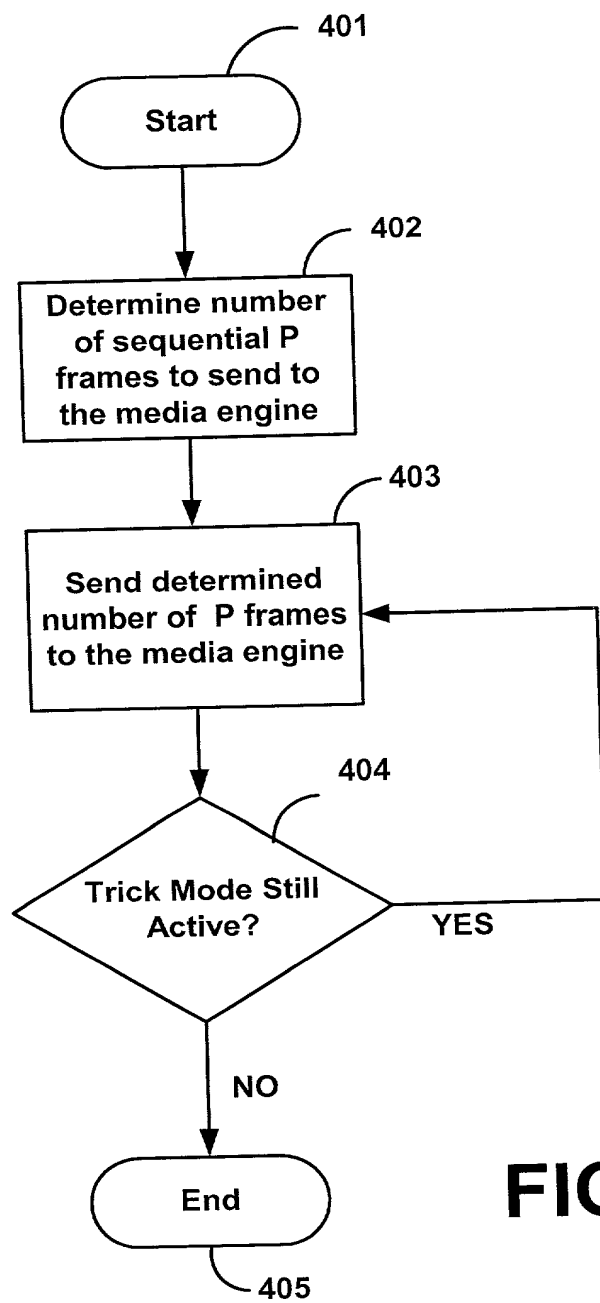 401
Start
402
Determine number
of sequential P
frames to send to
the media engine
403
Send determined
number of P frames
to the media engine
404
Trick Mode Still
Active?
YES
NO
End
405